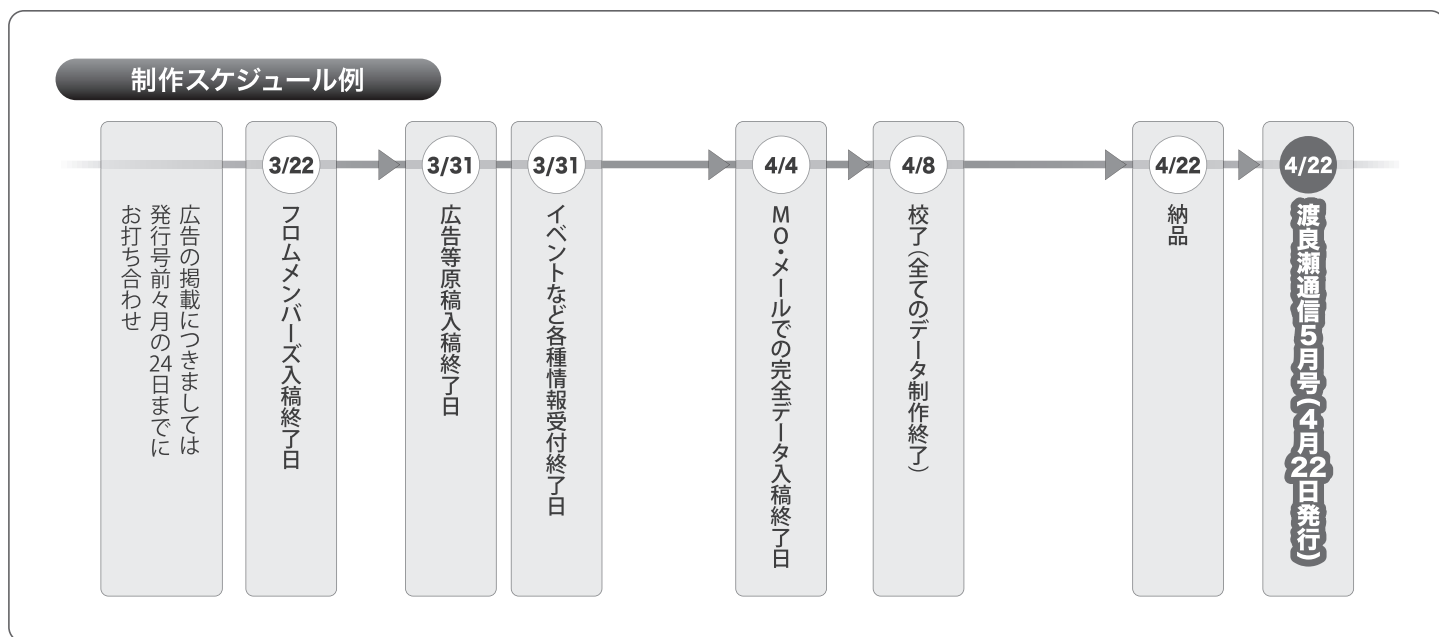 制作スケジュール例
広告の掲載につきましては
発行号前々月の24日までに
お打ち合わせ
3/22
フロムメンバーズ入稿終了日
3/31
広告等原稿入稿終了日
3/31
イベントなど各種情報受付終了日
4/4
MO・メールでの完全データ入稿終了日
4/8
校了(全てのデータ制作終了)
4/22
納品
4/22
渡良瀬通信5月号(4月22日発行)